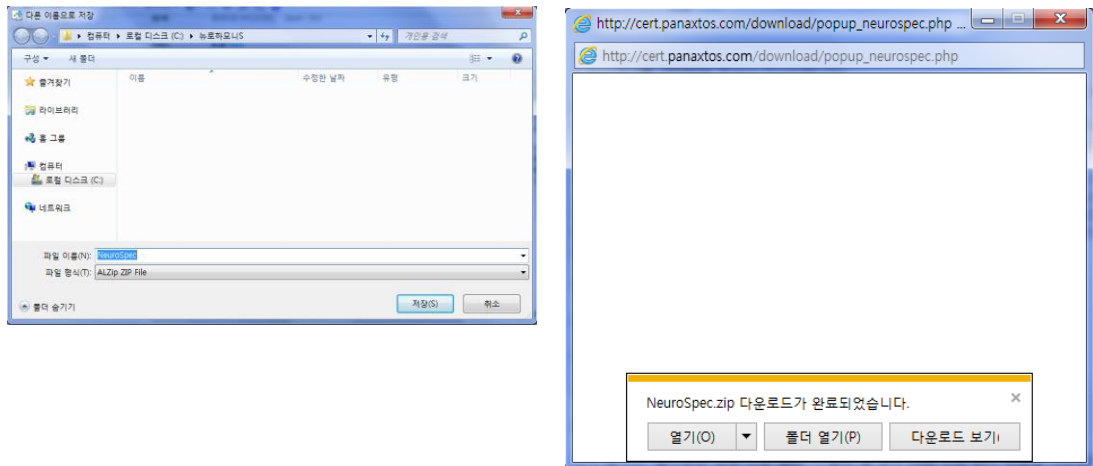 다른 이름으로 저장
컴퓨터 ▸ 로컬 디스크 (C:) ▸ 뉴로하모니S
개인용 검색
구성 새 폴더
이름 수정한 날짜 유형 크기
즐겨찾기
라이브러리
홈 그룹
컴퓨터
로컬 디스크 (C:)
네트워크
파일 이름(N): NeuroSpec
파일 형식(T): ALZip ZIP File
폴더 숨기기 저장(S) 취소
http://cert.panaxtos.com/download/popup_neurospec.php ...
http://cert.panaxtos.com/download/popup_neurospec.php
NeuroSpec.zip 다운로드가 완료되었습니다.
열기(O) 폴더 열기(P) 다운로드 보기(